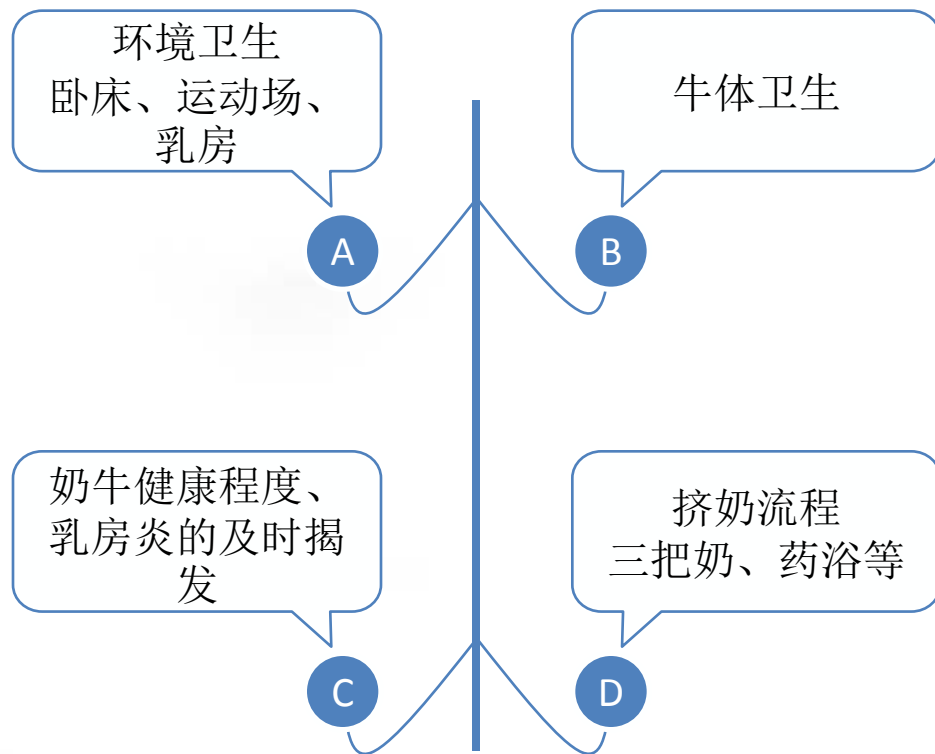 环境卫生
卧床、运动场、
乳房
A
牛体卫生
B
奶牛健康程度、
乳房炎的及时揭
发
C
挤奶流程
三把奶、药浴等
D